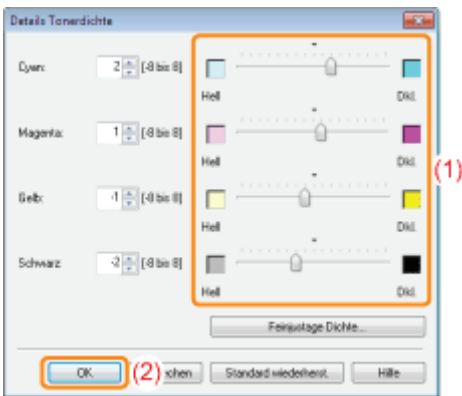 Details Tonerdichte
Cyan: 2 [-8 bis 8]
Hell Dkl.
Magenta: 1 [-8 bis 8]
Hell Dkl.
Gelb: -1 [-8 bis 8]
Hell Dkl.
Schwarz: -2 [-8 bis 8]
Hell Dkl.
(1)
Feinjustage Dichte...
OK (2) chen Standard wiederherst. Hilfe